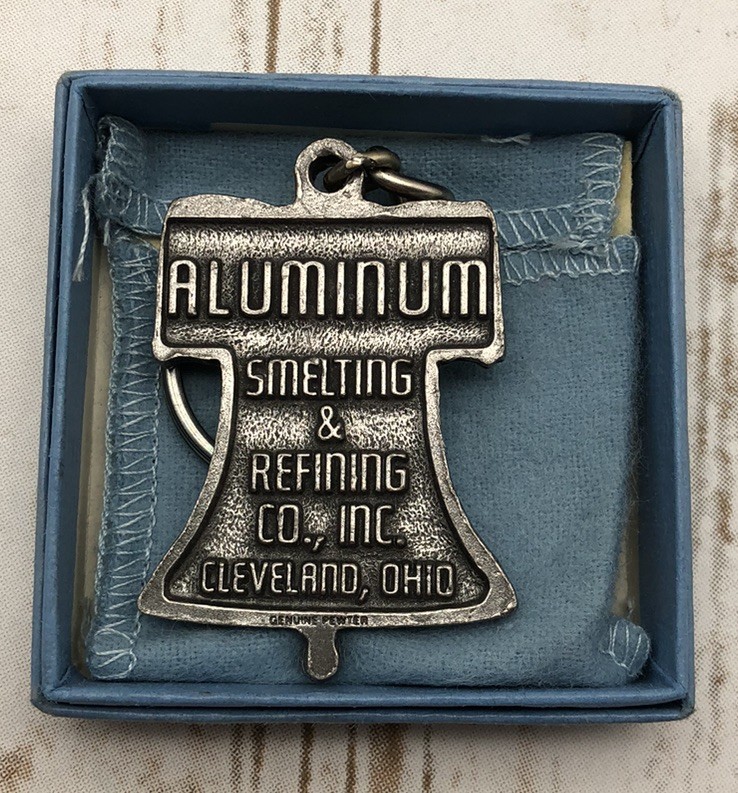 ALUMINUM
SMELTING
&
REFINING
CO., INC.
CLEVELAND, OHIO
GENUINE PEWTER